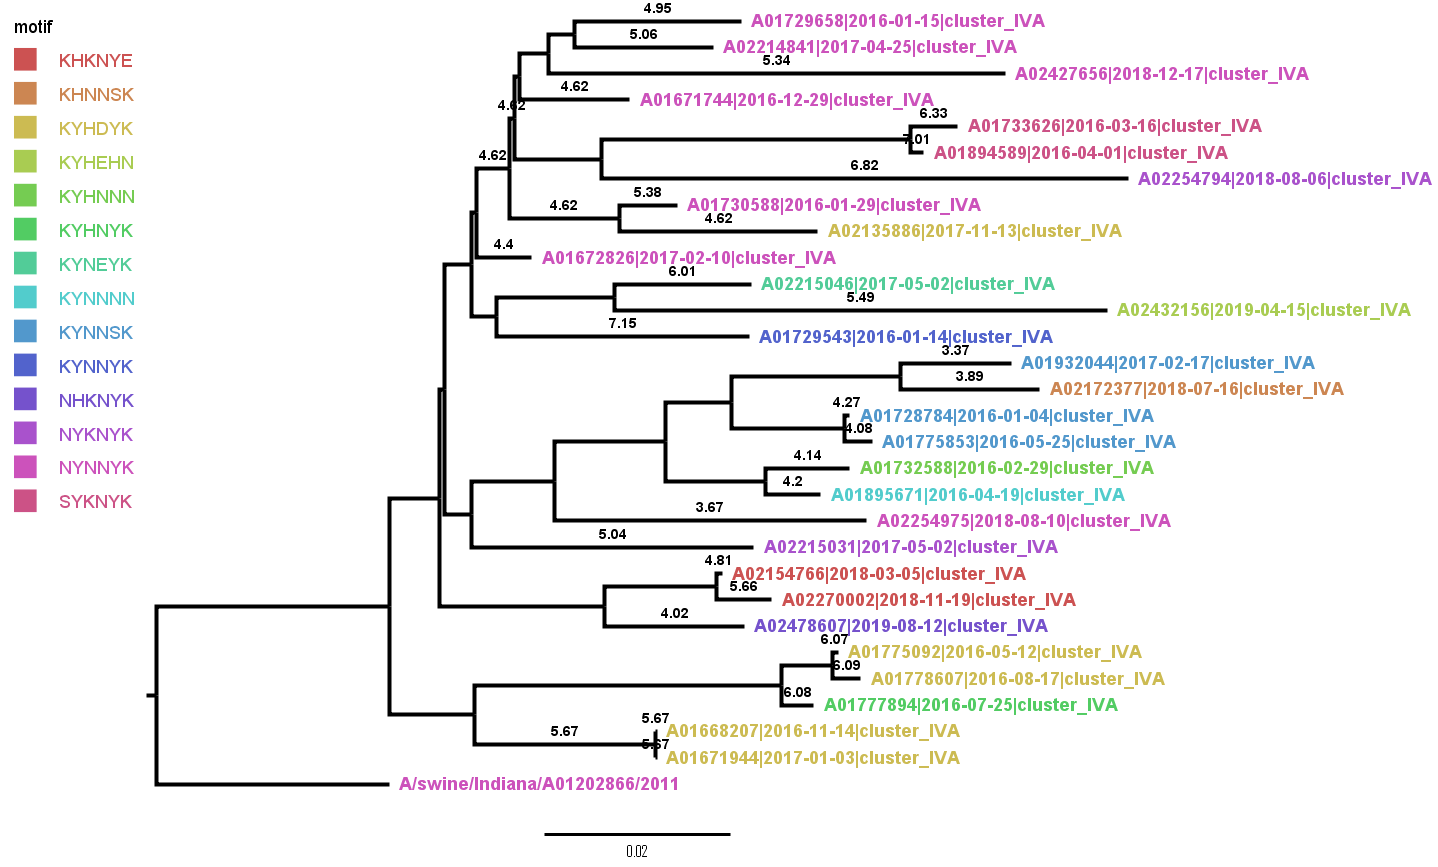 motif
KHKNYE
KHNNSK
KYHDYK
KYHEHN
KYHNNN
KYHNYK
KYNEYK
KYNNNN
KYNNSK
KYNNYK
NHKNYK
NYKNYK
NYNNYK
SYKNYK
4.95
A01729658|2016-01-15|cluster_IVA
5.06
A02214841|2017-04-25|cluster_IVA
5.34
A02427656|2018-12-17|cluster_IVA
4.62
A01671744|2016-12-29|cluster_IVA
4.62
6.33
A01733626|2016-03-16|cluster_IVA
7.01
A01894589|2016-04-01|cluster_IVA
4.62
6.82
A02254794|2018-08-06|cluster_IVA
5.38
A01730588|2016-01-29|cluster_IVA
4.62
4.62
A02135886|2017-11-13|cluster_IVA
4.4
A01672826|2017-02-10|cluster_IVA
6.01
A02215046|2017-05-02|cluster_IVA
5.49
A02432156|2019-04-15|cluster_IVA
7.15
A01729543|2016-01-14|cluster_IVA
3.37
A01932044|2017-02-17|cluster_IVA
3.89
A02172377|2018-07-16|cluster_IVA
4.27
A01728784|2016-01-04|cluster_IVA
4.08
A01775853|2016-05-25|cluster_IVA
4.14
A01732588|2016-02-29|cluster_IVA
4.2
A01895671|2016-04-19|cluster_IVA
3.67
A02254975|2018-08-10|cluster_IVA
5.04
A02215031|2017-05-02|cluster_IVA
4.81
A02154766|2018-03-05|cluster_IVA
5.66
A02270002|2018-11-19|cluster_IVA
4.02
A02478607|2019-08-12|cluster_IVA
6.07
A01775092|2016-05-12|cluster_IVA
6.09
A01778607|2016-08-17|cluster_IVA
6.08
A01777894|2016-07-25|cluster_IVA
5.67
A01668207|2016-11-14|cluster_IVA
5.67
5.67
A01671944|2017-01-03|cluster_IVA
A/swine/Indiana/A01202866/2011
0.02